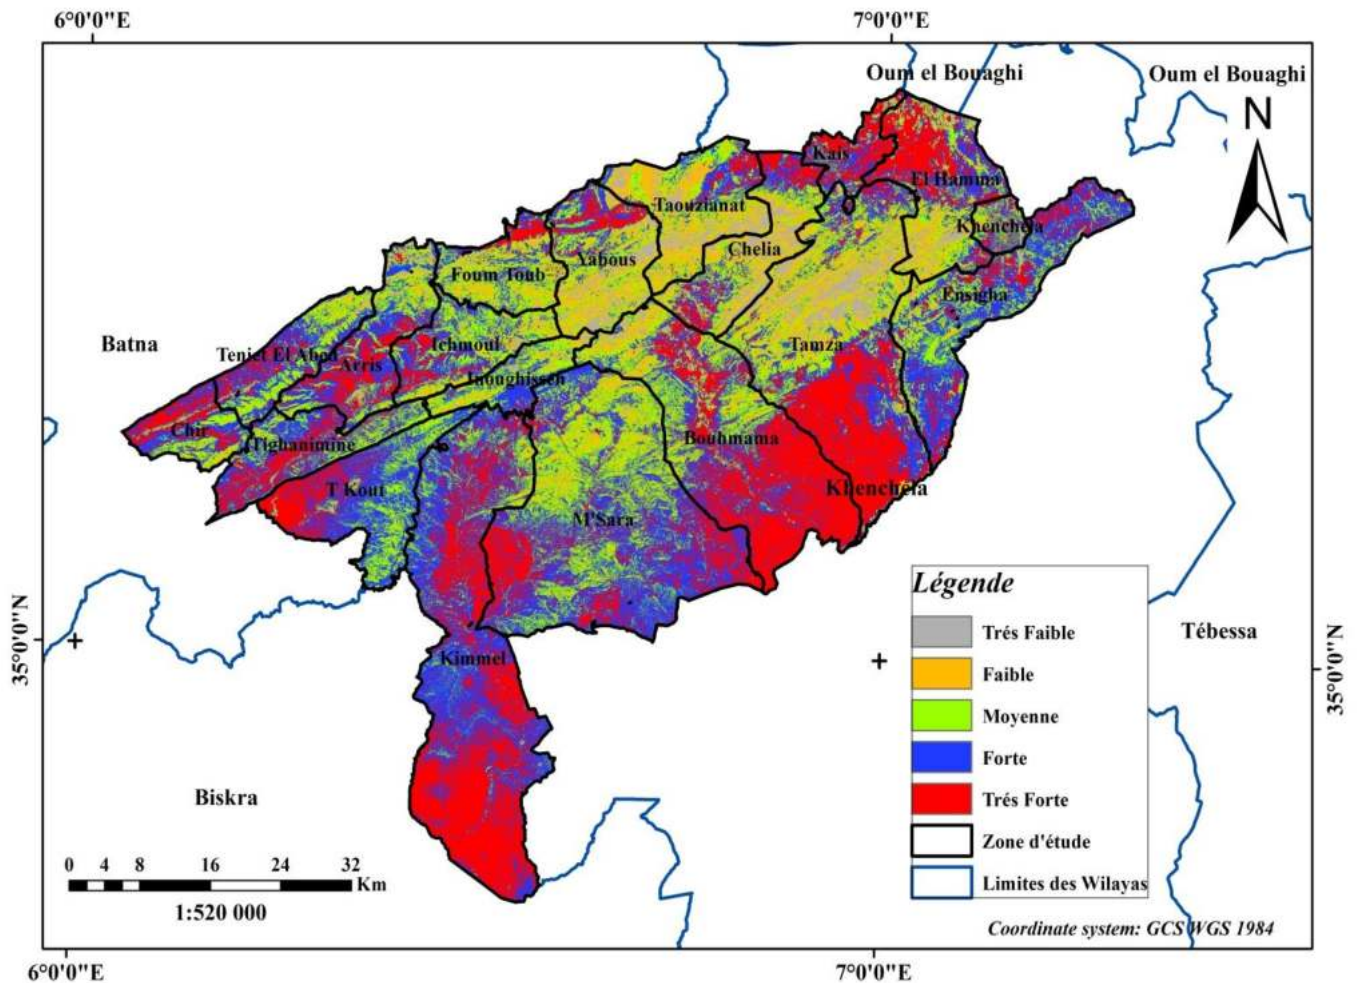 6°0'0"E
7°0'0"E
Oum el Bouaghi
Oum el Bouaghi
N
Kais
El Hamma
Taouzianat
Khenchela
Chelia
Yabous
Foum Toub
Ensigha
Batna
Ichmoul
Tamza
Teniet El Abed
Arris
Inoughissen
Chir
Bouhmama
Tighanimine
T Kout
Khenchela
M'Sara
Légende
Trés Faible
Faible
Moyenne
Forte
Trés Forte
Zone d'étude
Limites des Wilayas
Tébessa
35°0'0"N
35°0'0"N
Kimmel
Biskra
0 4 8 16 24 32
Km
1:520 000
Coordinate system: GCS WGS 1984
6°0'0"E
7°0'0"E